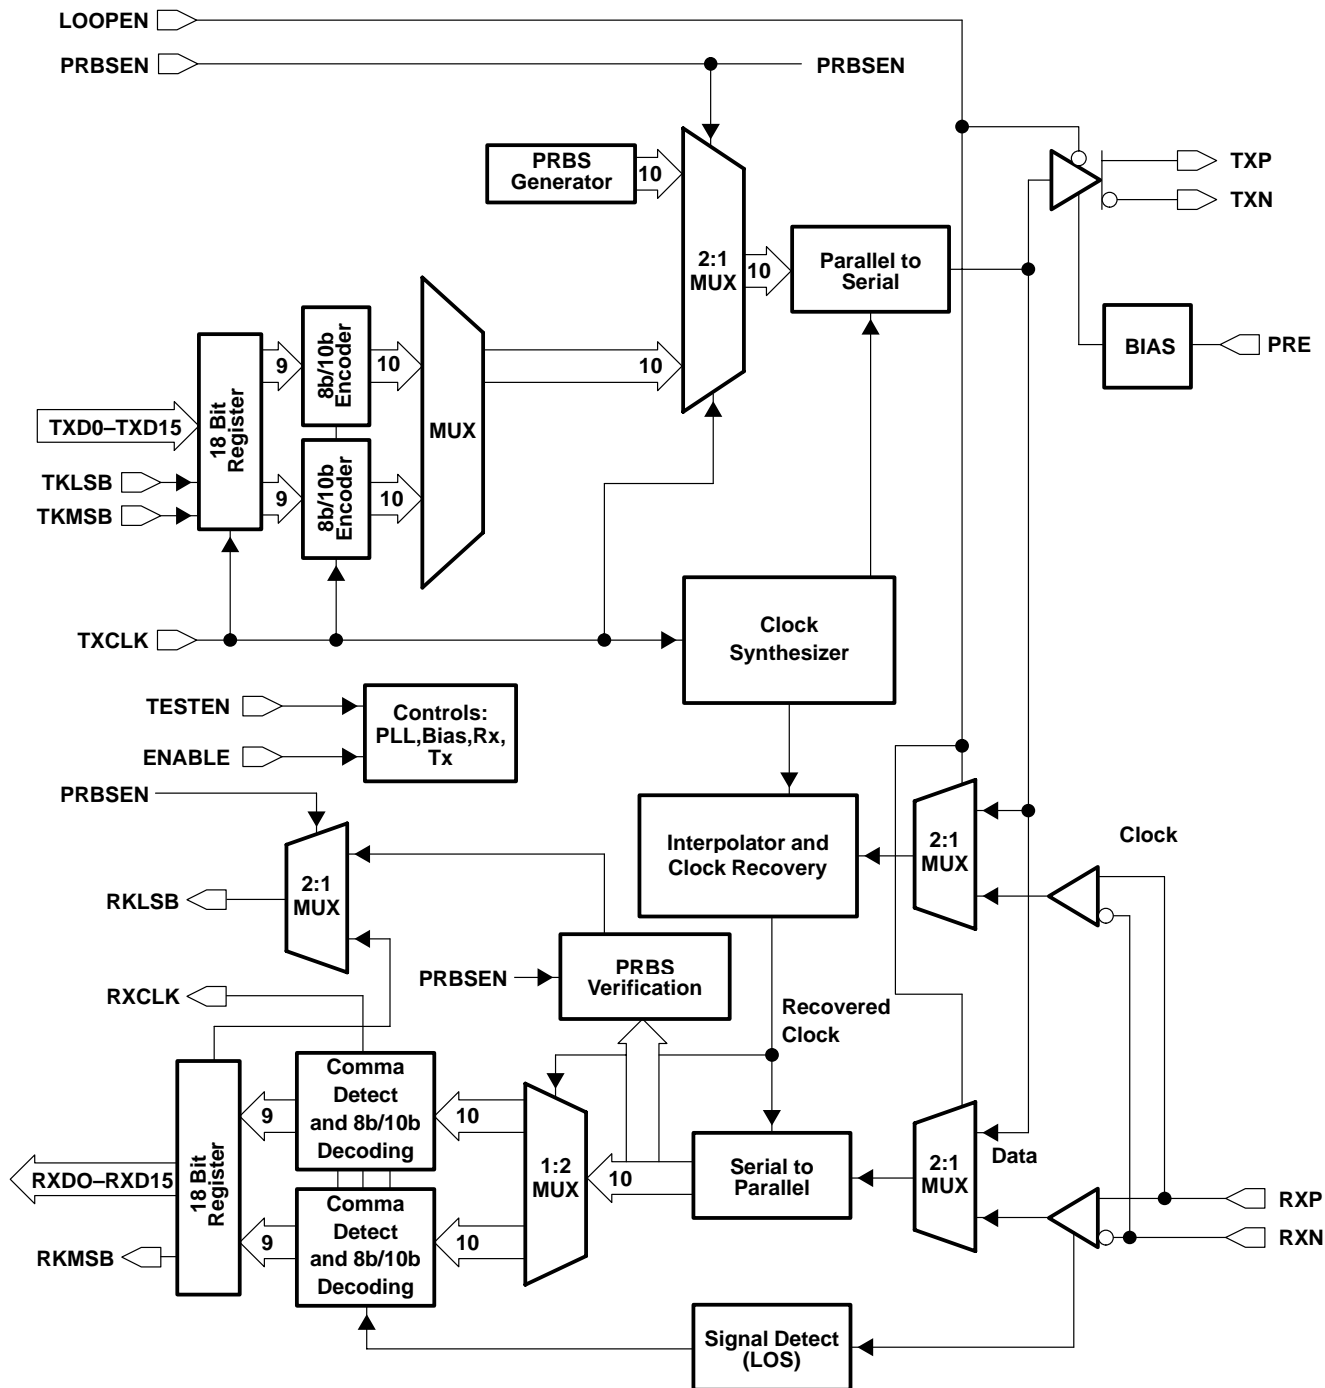 LOOPEN
PRBSEN
PRBSEN
PRBS
Generator
10
TXP
TXN
2:1
MUX
10
Parallel to
Serial
BIAS
PRE
TXD0–TXD15
18 Bit
Register
9
8b/10b
Encoder
10
MUX
10
TKLSB
TKMSB
9
8b/10b
Encoder
10
TXCLK
Clock
Synthesizer
TESTEN
ENABLE
Controls:
PLL,Bias,Rx,
Tx
PRBSEN
2:1
MUX
RKLSB
Interpolator and
Clock Recovery
2:1
MUX
Clock
PRBSEN
PRBS
Verification
RXCLK
Recovered
Clock
Comma
Detect
and 8b/10b
Decoding
9
10
18 Bit
Register
RXDO–RXD15
1:2
MUX
10
Serial to
Parallel
2:1
MUX
Data
RXP
RXN
RKMSB
9
Comma
Detect
and 8b/10b
Decoding
10
Signal Detect
(LOS)